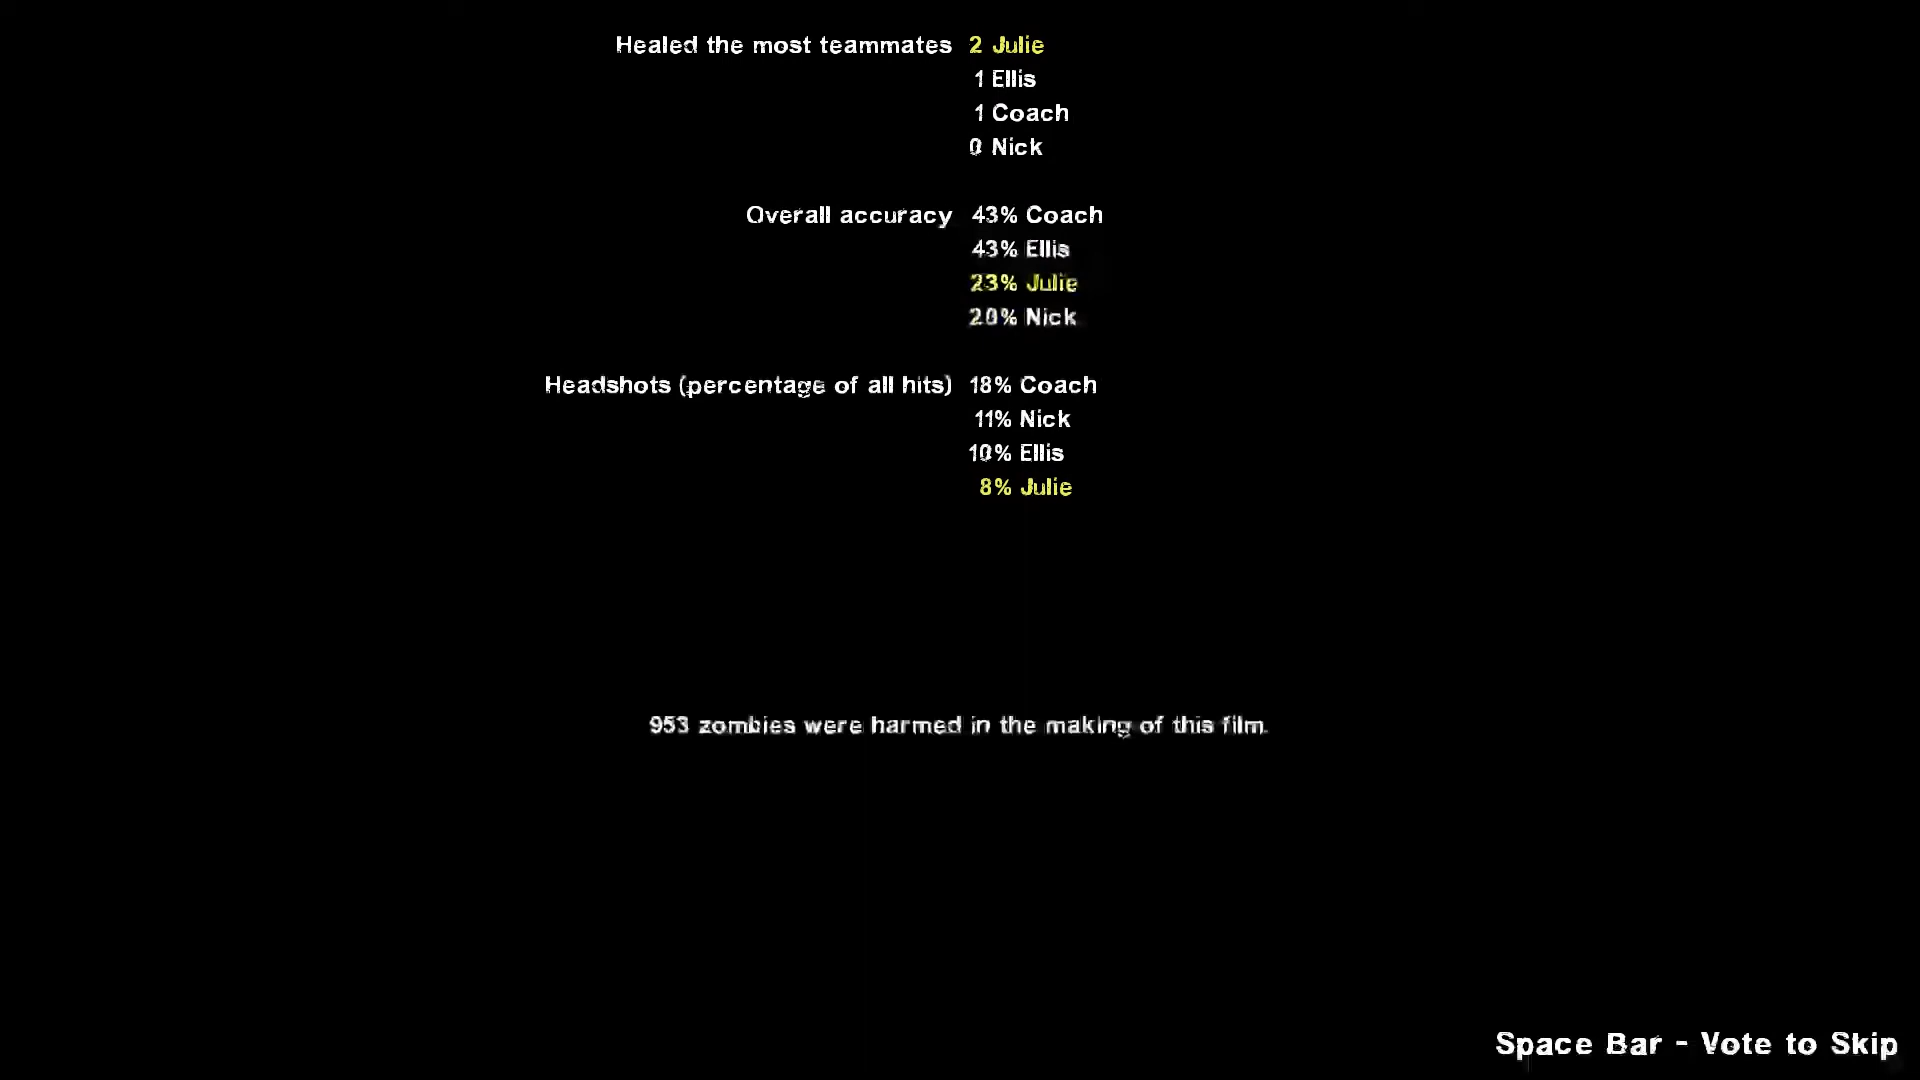 Healed the most teammates 2 Julie
1 Ellis
1 Coach
0 Nick
Overall accuracy 43% Coach
43% Ellis
23% Julie
20% Nick
Headshots (percentage of all hits) 18% Coach
11% Nick
10% Ellis
8% Julie
953 zombies were harmed in the making of this film.
Space Bar - Vote to Skip